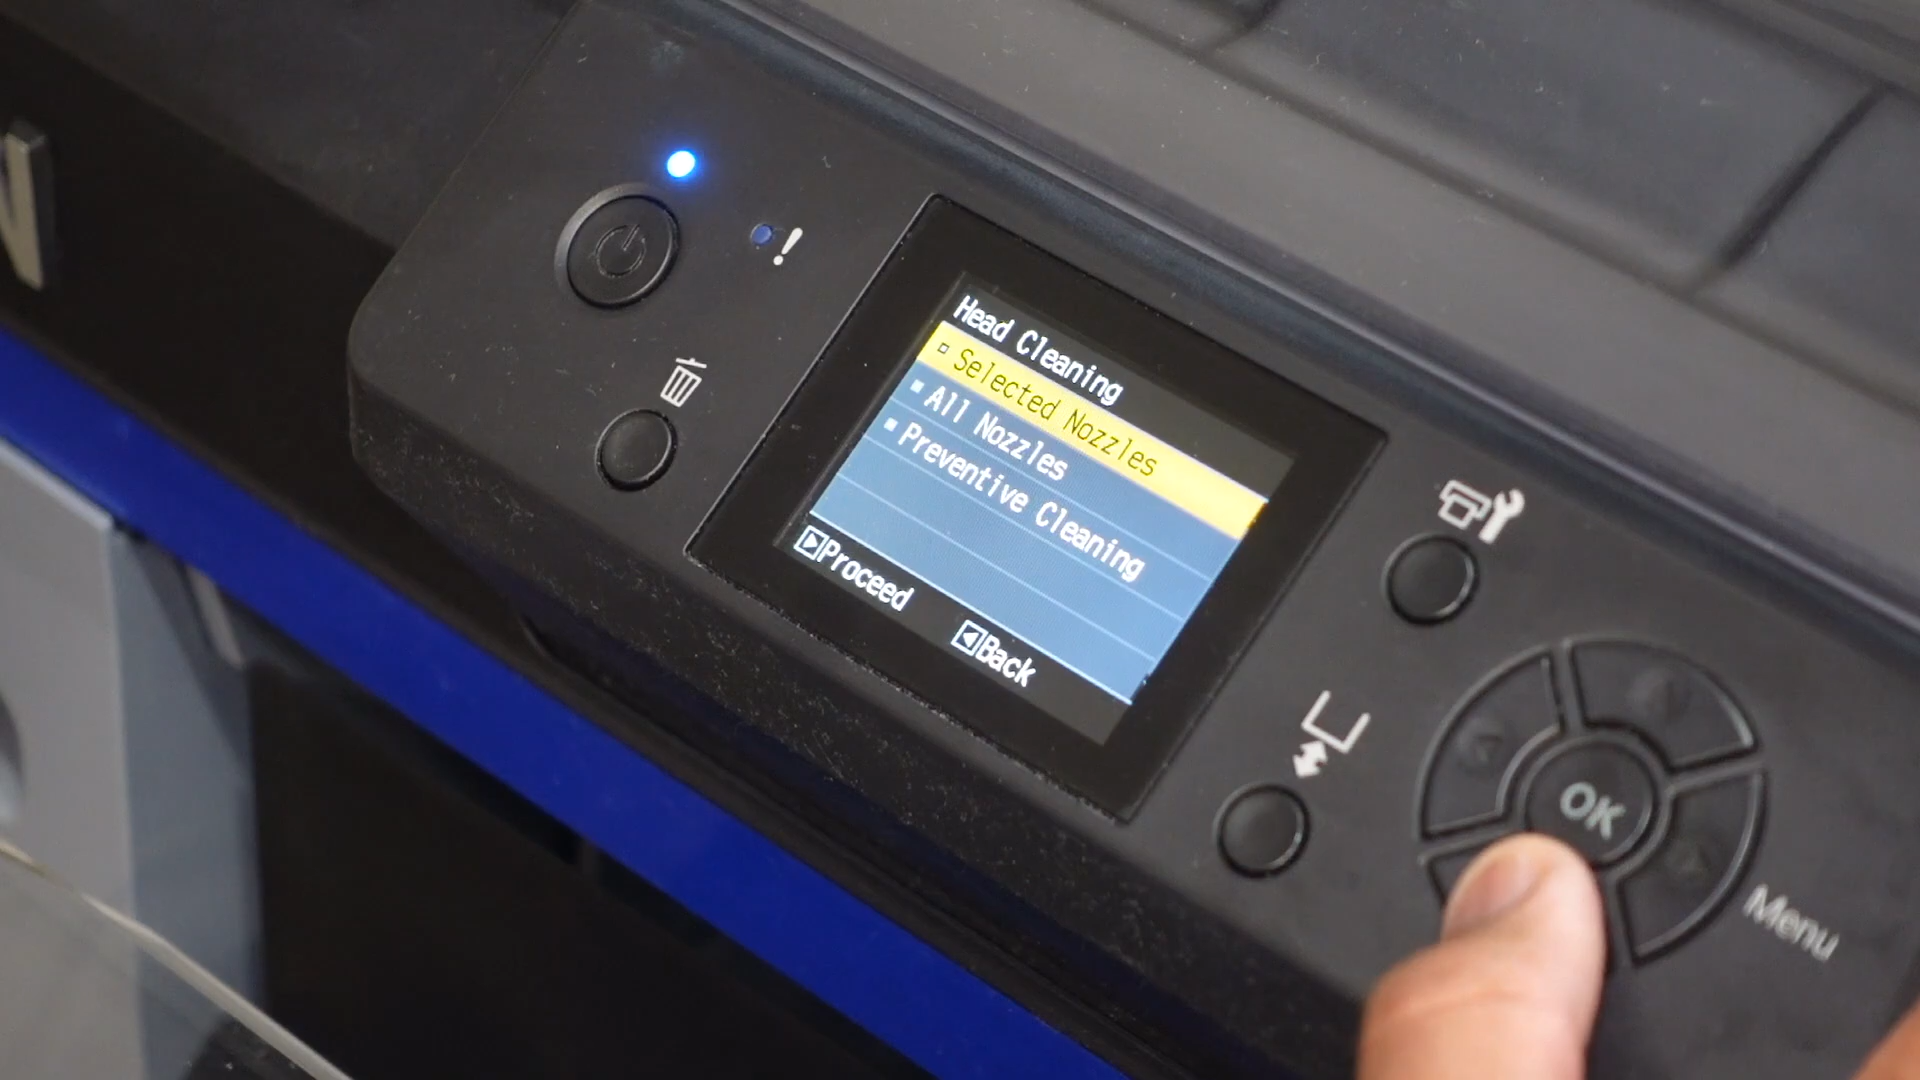 Head Cleaning
Selected Nozzles
All Nozzles
Preventive Cleaning
Proceed
Back
OK
Menu
N